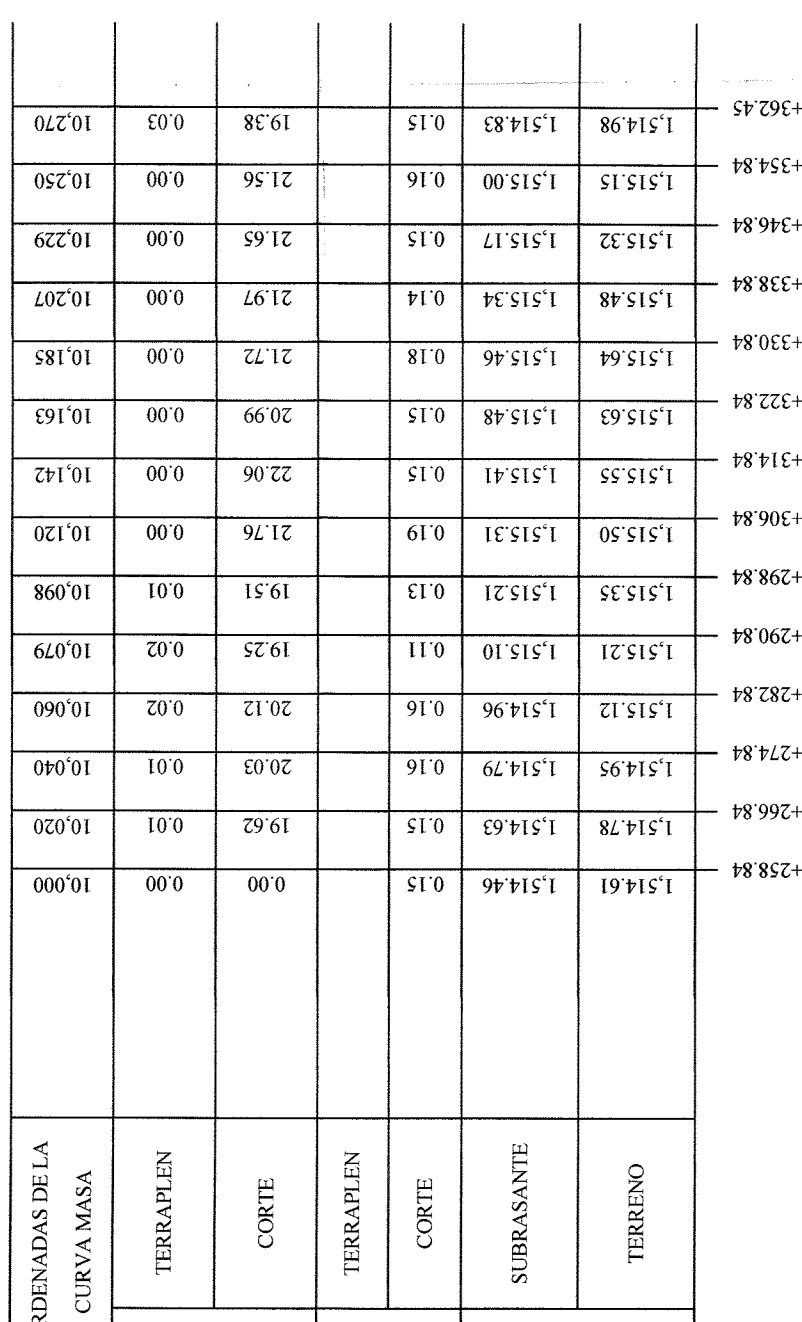 TERRENO
SUBRASANTE
CORTE
TERRAPLEN
CORTE
TERRAPLEN
RDENADAS DE LA
CURVA MASA
+258.84 1,514.61 1,514.46 0.15 0.00 0.00 10,000
+266.84 1,514.78 1,514.63 0.15 19.62 0.01 10,020
+274.84 1,514.95 1,514.79 0.16 20.03 0.01 10,040
+282.84 1,515.12 1,514.96 0.16 20.12 0.02 10,060
+290.84 1,515.21 1,515.10 0.11 19.25 0.02 10,079
+298.84 1,515.35 1,515.21 0.13 19.51 0.01 10,098
+306.84 1,515.50 1,515.31 0.19 21.76 0.00 10,120
+314.84 1,515.55 1,515.41 0.15 22.06 0.00 10,142
+322.84 1,515.63 1,515.48 0.15 20.99 0.00 10,163
+330.84 1,515.64 1,515.46 0.18 21.72 0.00 10,185
+338.84 1,515.48 1,515.34 0.14 21.97 0.00 10,207
+346.84 1,515.32 1,515.17 0.15 21.65 0.00 10,229
+354.84 1,515.15 1,515.00 0.16 21.56 0.00 10,250
+362.45 1,514.98 1,514.83 0.15 19.38 0.03 10,270